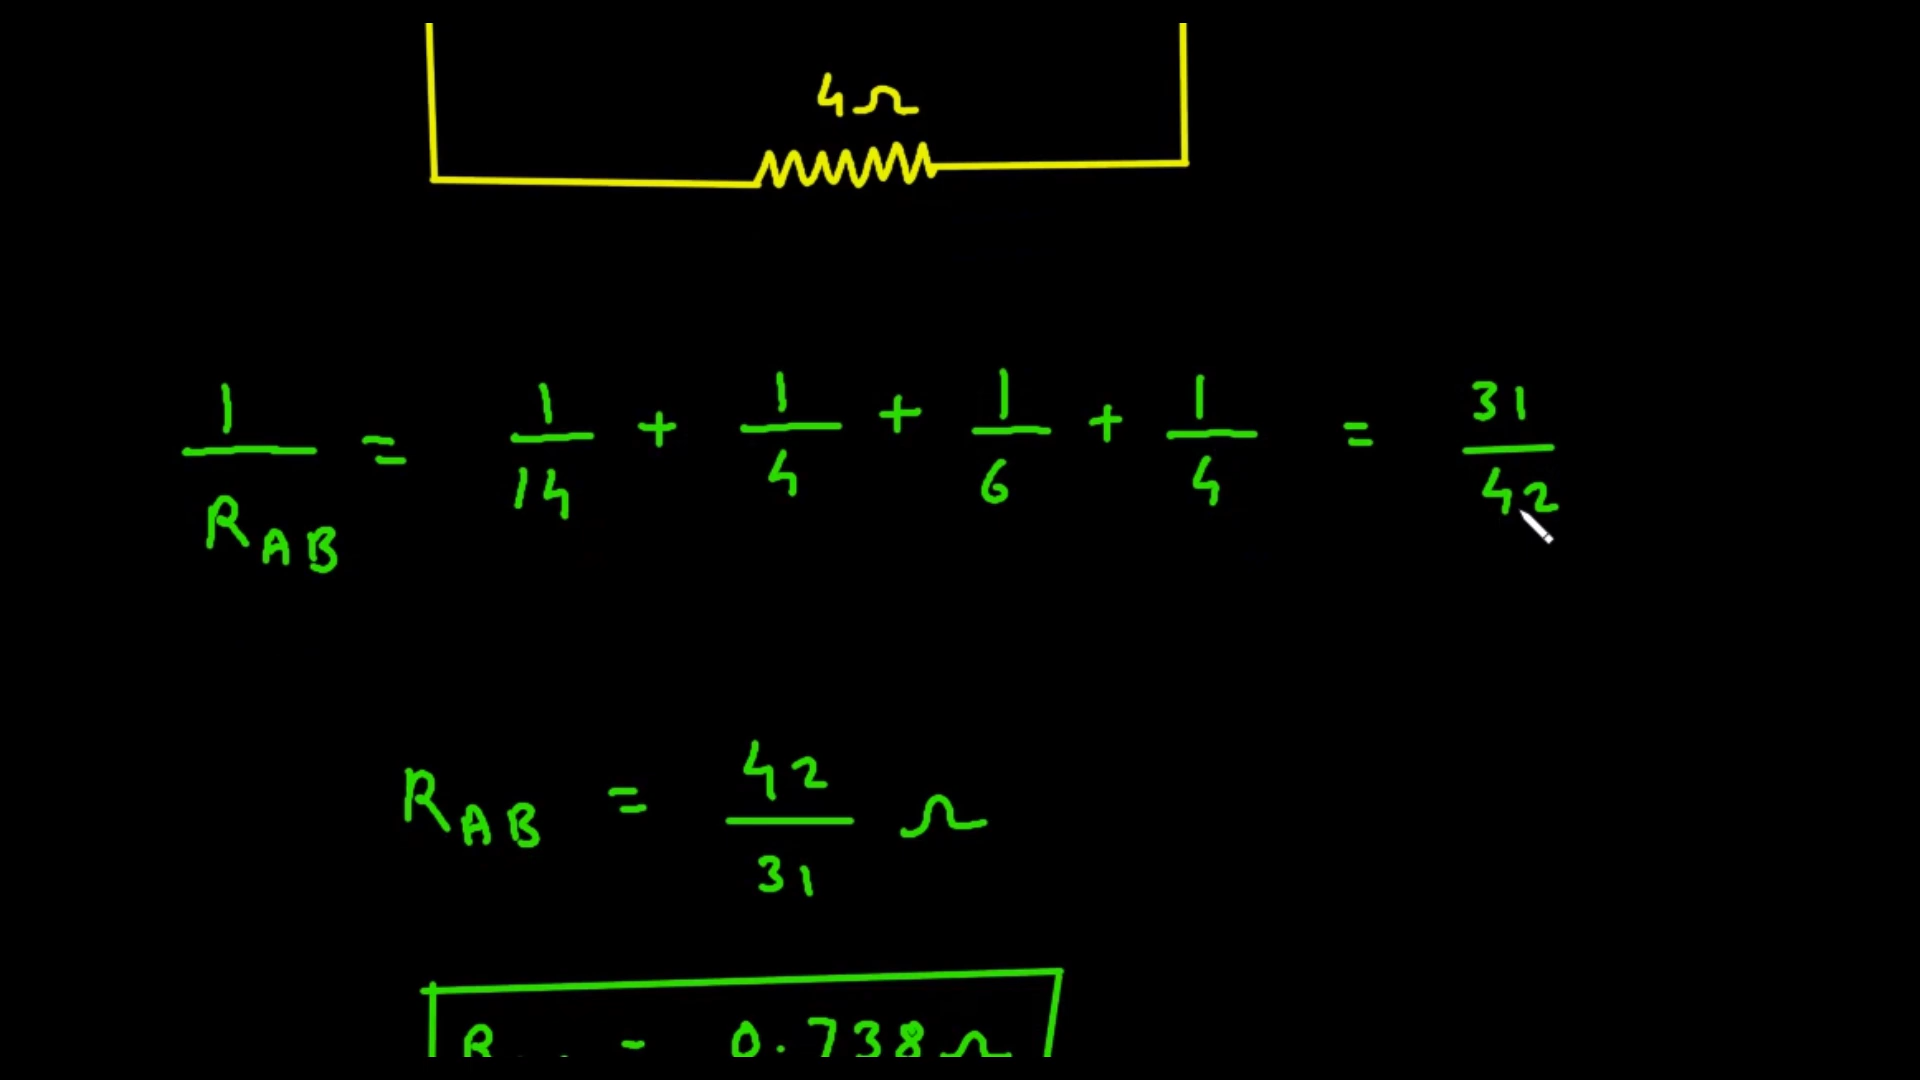 4Ω
1/R_AB = 1/14 + 1/4 + 1/6 + 1/4 = 31/42
R_AB = 42/31 Ω
R = 0.738Ω